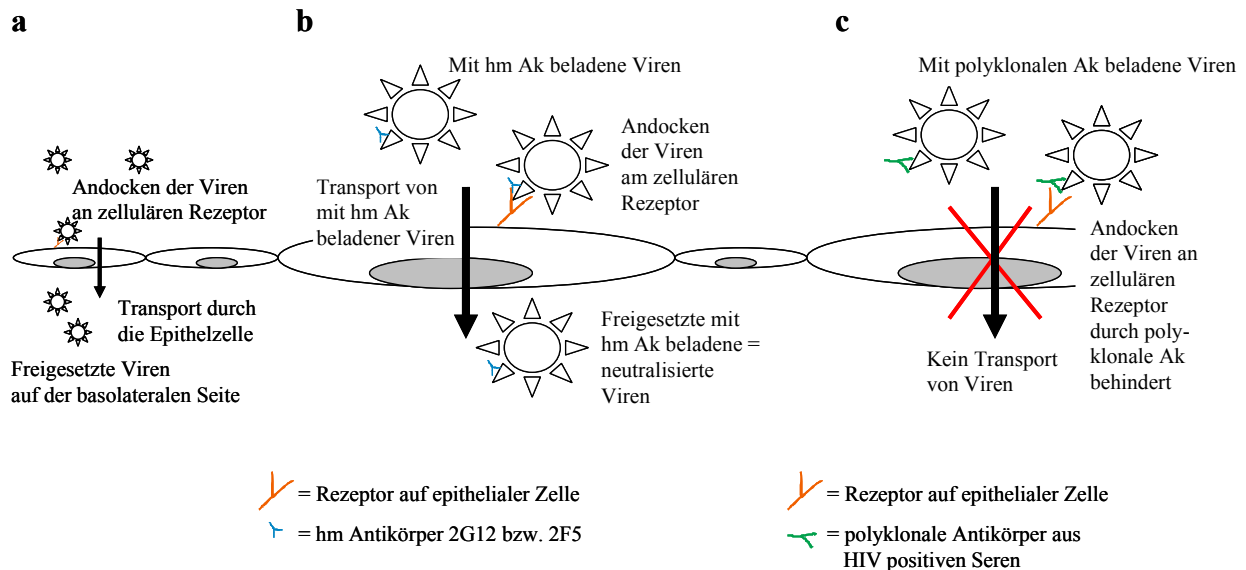 a
Andocken der Viren
an zellulären Rezeptor
Transport durch
die Epithelzelle
Freigesetzte Viren
auf der basolateralen Seite
b
Mit hm Ak beladene Viren
Andocken
der Viren
am zellulären
Rezeptor
Transport von
mit hm Ak
beladener Viren
Freigesetzte mit
hm Ak beladene =
neutralisierte
Viren
= Rezeptor auf epithelialer Zelle
= hm Antikörper 2G12 bzw. 2F5
c
Mit polyklonalen Ak beladene Viren
Andocken
der Viren an
zellulären
Rezeptor
durch poly-
klonale Ak
behindert
Kein Transport
von Viren
= Rezeptor auf epithelialer Zelle
= polyklonale Antikörper aus
HIV positiven Seren